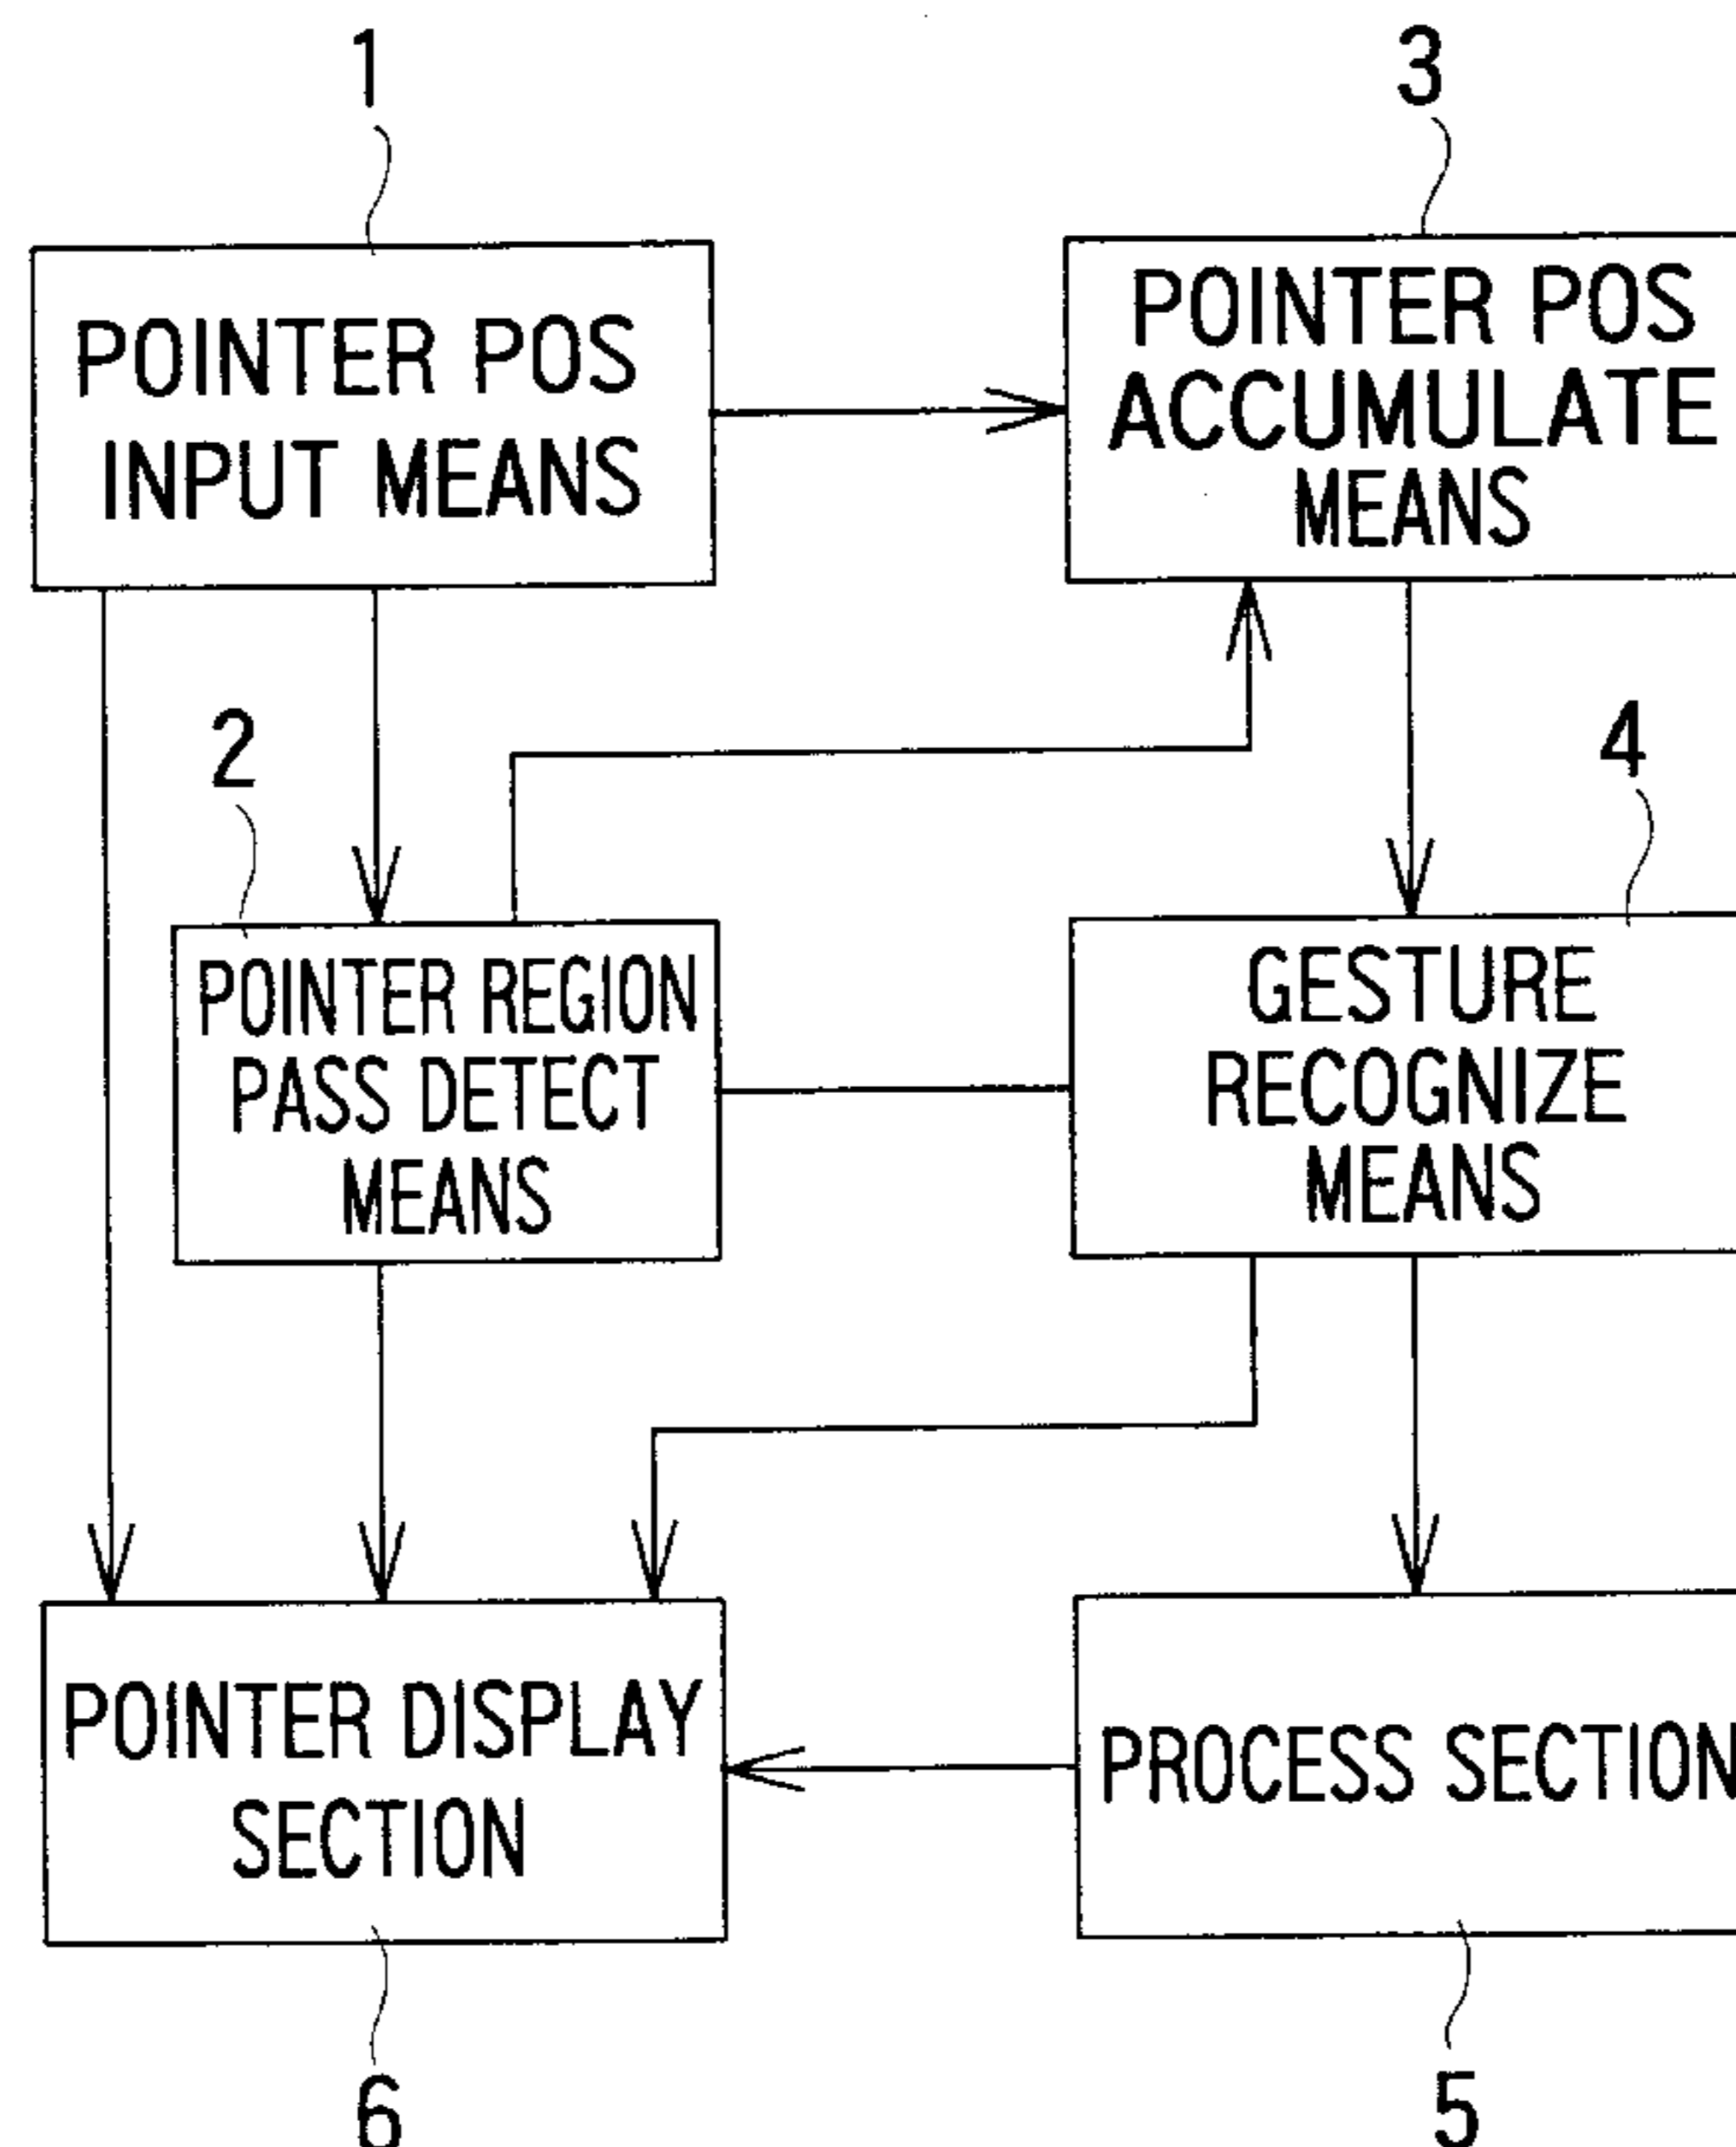 1
3
POINTER POS
INPUT MEANS
POINTER POS
ACCUMULATE
MEANS
2
4
POINTER REGION
PASS DETECT
MEANS
GESTURE
RECOGNIZE
MEANS
POINTER DISPLAY
SECTION
PROCESS SECTION
6
5